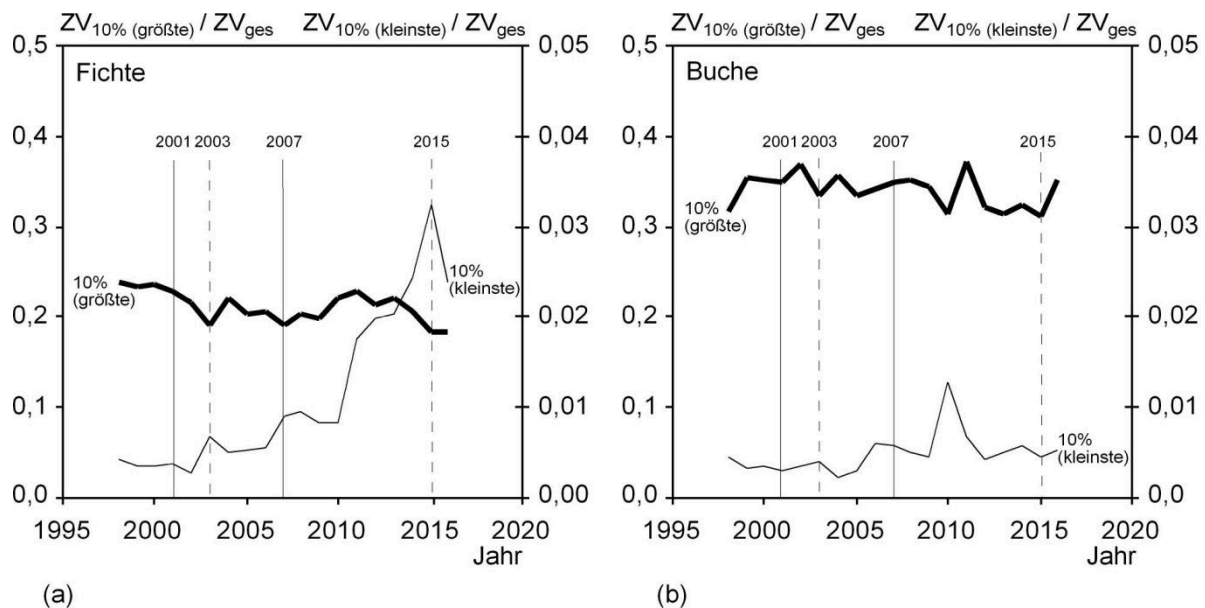 ZV10% (größte) / ZVges ZV10% (kleinste) / ZVges
0,5 0,05
Fichte
0,4 0,04
2001 2003 2007 2015
0,3 0,03
10%
(größte)
10%
(kleinste)
0,2 0,02
0,1 0,01
0,0 0,00
1995 2000 2005 2010 2015 2020
Jahr
(a)
ZV10% (größte) / ZVges ZV10% (kleinste) / ZVges
0,5 0,05
Buche
0,4 0,04
2001 2003 2007 2015
10%
(größte)
0,3 0,03
0,2 0,02
0,1 0,01
10%
(kleinste)
0,0 0,00
1995 2000 2005 2010 2015 2020
Jahr
(b)